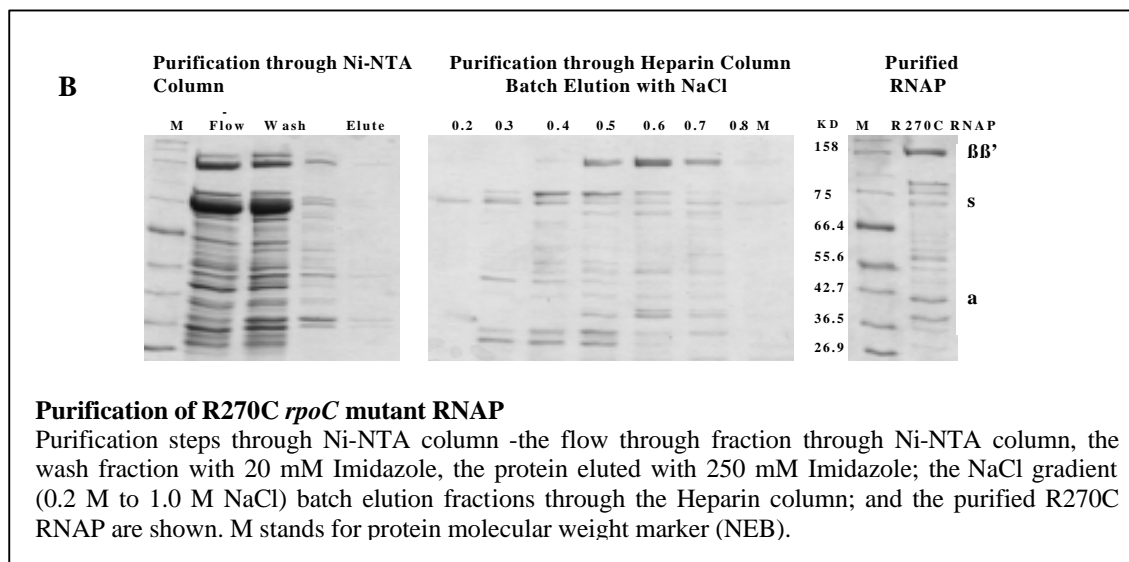 B
Purification through Ni-NTA
Column
M Flow Wash Elute
Purification through Heparin Column
Batch Elution with NaCl
0.2 0.3 0.4 0.5 0.6 0.7 0.8 M
Purified
RNAP
KD M R270C RNAP
158
75
66.4
55.6
42.7
36.5
26.9
ßß’
s
a
Purification of R270C rpoC mutant RNAP
Purification steps through Ni-NTA column -the flow through fraction through Ni-NTA column, the
wash fraction with 20 mM Imidazole, the protein eluted with 250 mM Imidazole; the NaCl gradient
(0.2 M to 1.0 M NaCl) batch elution fractions through the Heparin column; and the purified R270C
RNAP are shown. M stands for protein molecular weight marker (NEB).